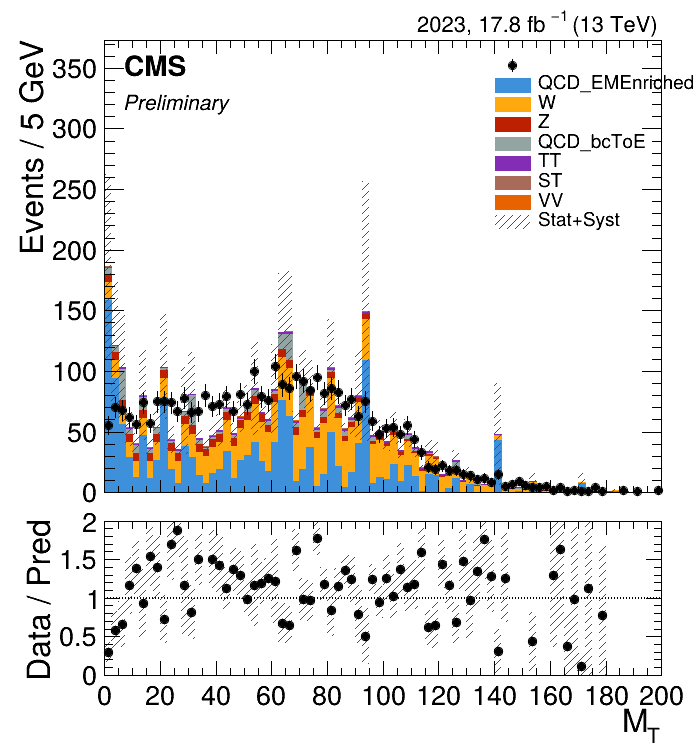 2023, 17.8 fb⁻¹ (13 TeV)
CMS
Preliminary
QCD_EMEnriched
W
Z
QCD_bcToE
TT
ST
VV
Stat+Syst
Events / 5 GeV
350
300
250
200
150
100
50
0
Data / Pred
2
1.5
1
0.5
0
0 20 40 60 80 100 120 140 160 180 200
M_T